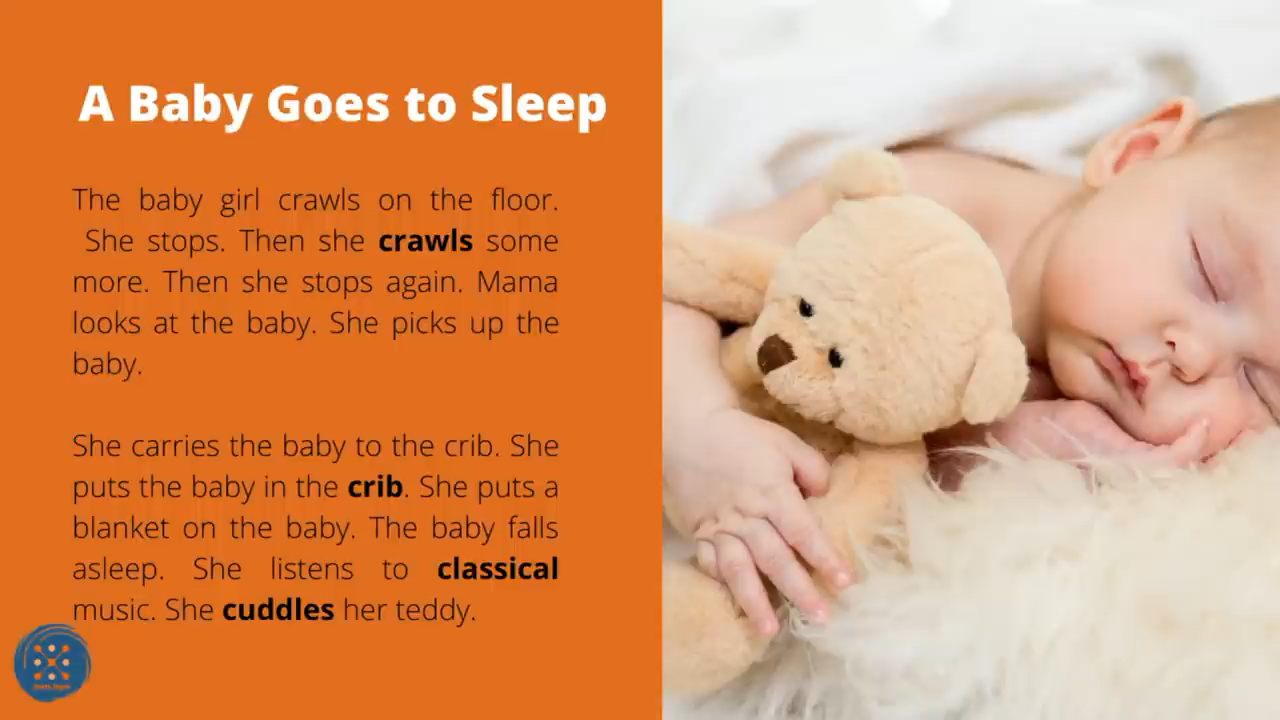 A Baby Goes to Sleep
The baby girl crawls on the floor.
She stops. Then she crawls some
more. Then she stops again. Mama
looks at the baby. She picks up the
baby.
She carries the baby to the crib. She
puts the baby in the crib. She puts a
blanket on the baby. The baby falls
asleep. She listens to classical
music. She cuddles her teddy.